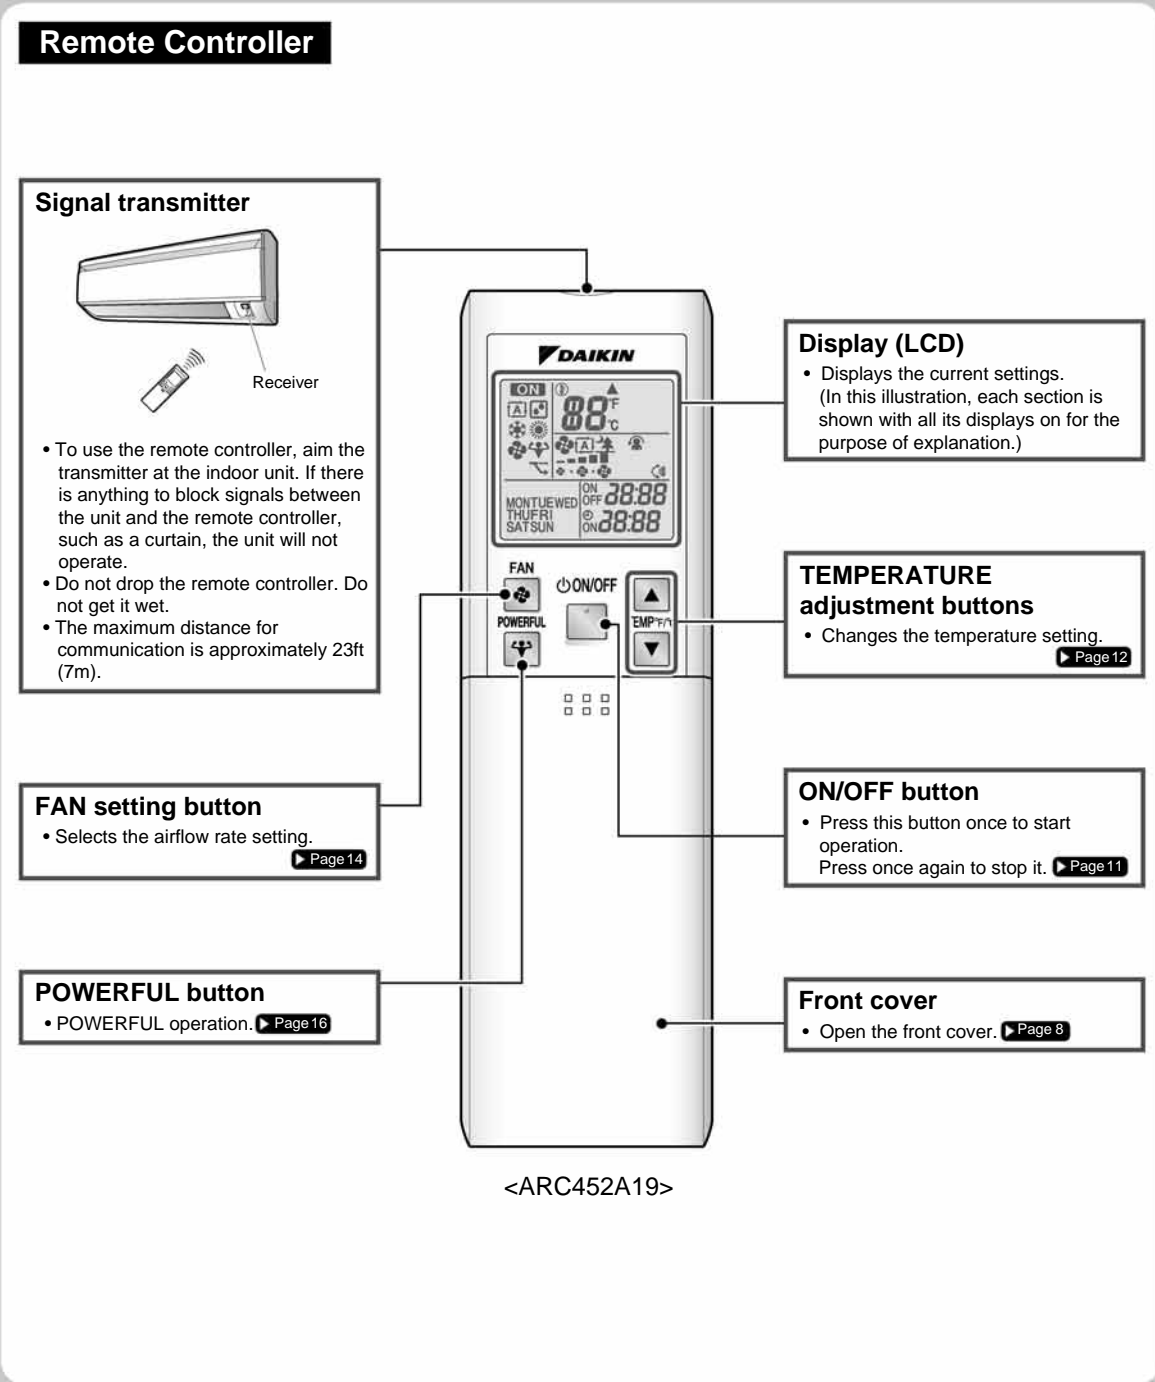 Remote Controller
Signal transmitter
Receiver
• To use the remote controller, aim the
transmitter at the indoor unit. If there
is anything to block signals between
the unit and the remote controller,
such as a curtain, the unit will not
operate.
• Do not drop the remote controller. Do
not get it wet.
• The maximum distance for
communication is approximately 23ft
(7m).
FAN setting button
• Selects the airflow rate setting.
Page 14
POWERFUL button
• POWERFUL operation. Page 16
DAIKIN
ON
A
88 °F
°C
A
MONTUEWED
THUFRI
SATSUN
ON
OFF 28:88
ON 28:88
FAN
ON/OFF
POWERFUL
TEMP °F/°C
<ARC452A19>
Display (LCD)
• Displays the current settings.
(In this illustration, each section is
shown with all its displays on for the
purpose of explanation.)
TEMPERATURE
adjustment buttons
• Changes the temperature setting.
Page 12
ON/OFF button
• Press this button once to start
operation.
Press once again to stop it. Page 11
Front cover
• Open the front cover. Page 8